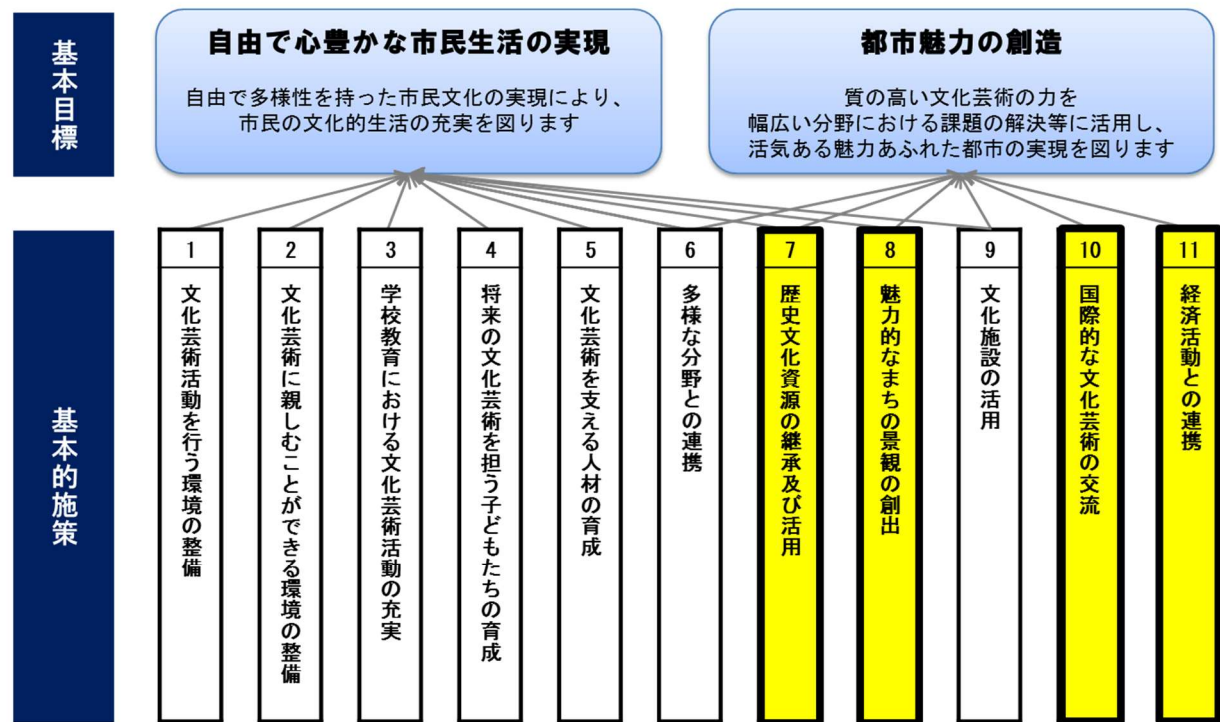 基本目標
自由で心豊かな市民生活の実現
自由で多様性を持った市民文化の実現により、
市民の文化的生活の充実を図ります
都市魅力の創造
質の高い文化芸術の力を
幅広い分野における課題の解決等に活用し、
活気ある魅力あふれた都市の実現を図ります
基本的施策
1
文化芸術活動を行う環境の整備
2
文化芸術に親しむことができる環境の整備
3
学校教育における文化芸術活動の充実
4
将来の文化芸術を担う子どもたちの育成
5
文化芸術を支える人材の育成
6
多様な分野との連携
7
歴史文化資源の継承及び活用
8
魅力的なまちの景観の創出
9
文化施設の活用
10
国際的な文化芸術の交流
11
経済活動との連携